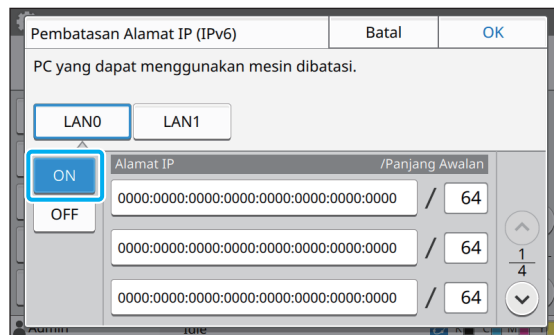 Pembatasan Alamat IP (IPv6) Batal OK
PC yang dapat menggunakan mesin dibatasi.
LAN0 LAN1
ON Alamat IP /Panjang Awalan
0000:0000:0000:0000:0000:0000:0000:0000 / 64
OFF
0000:0000:0000:0000:0000:0000:0000:0000 / 64
1
4
0000:0000:0000:0000:0000:0000:0000:0000 / 64
Admin Idle K C M Y